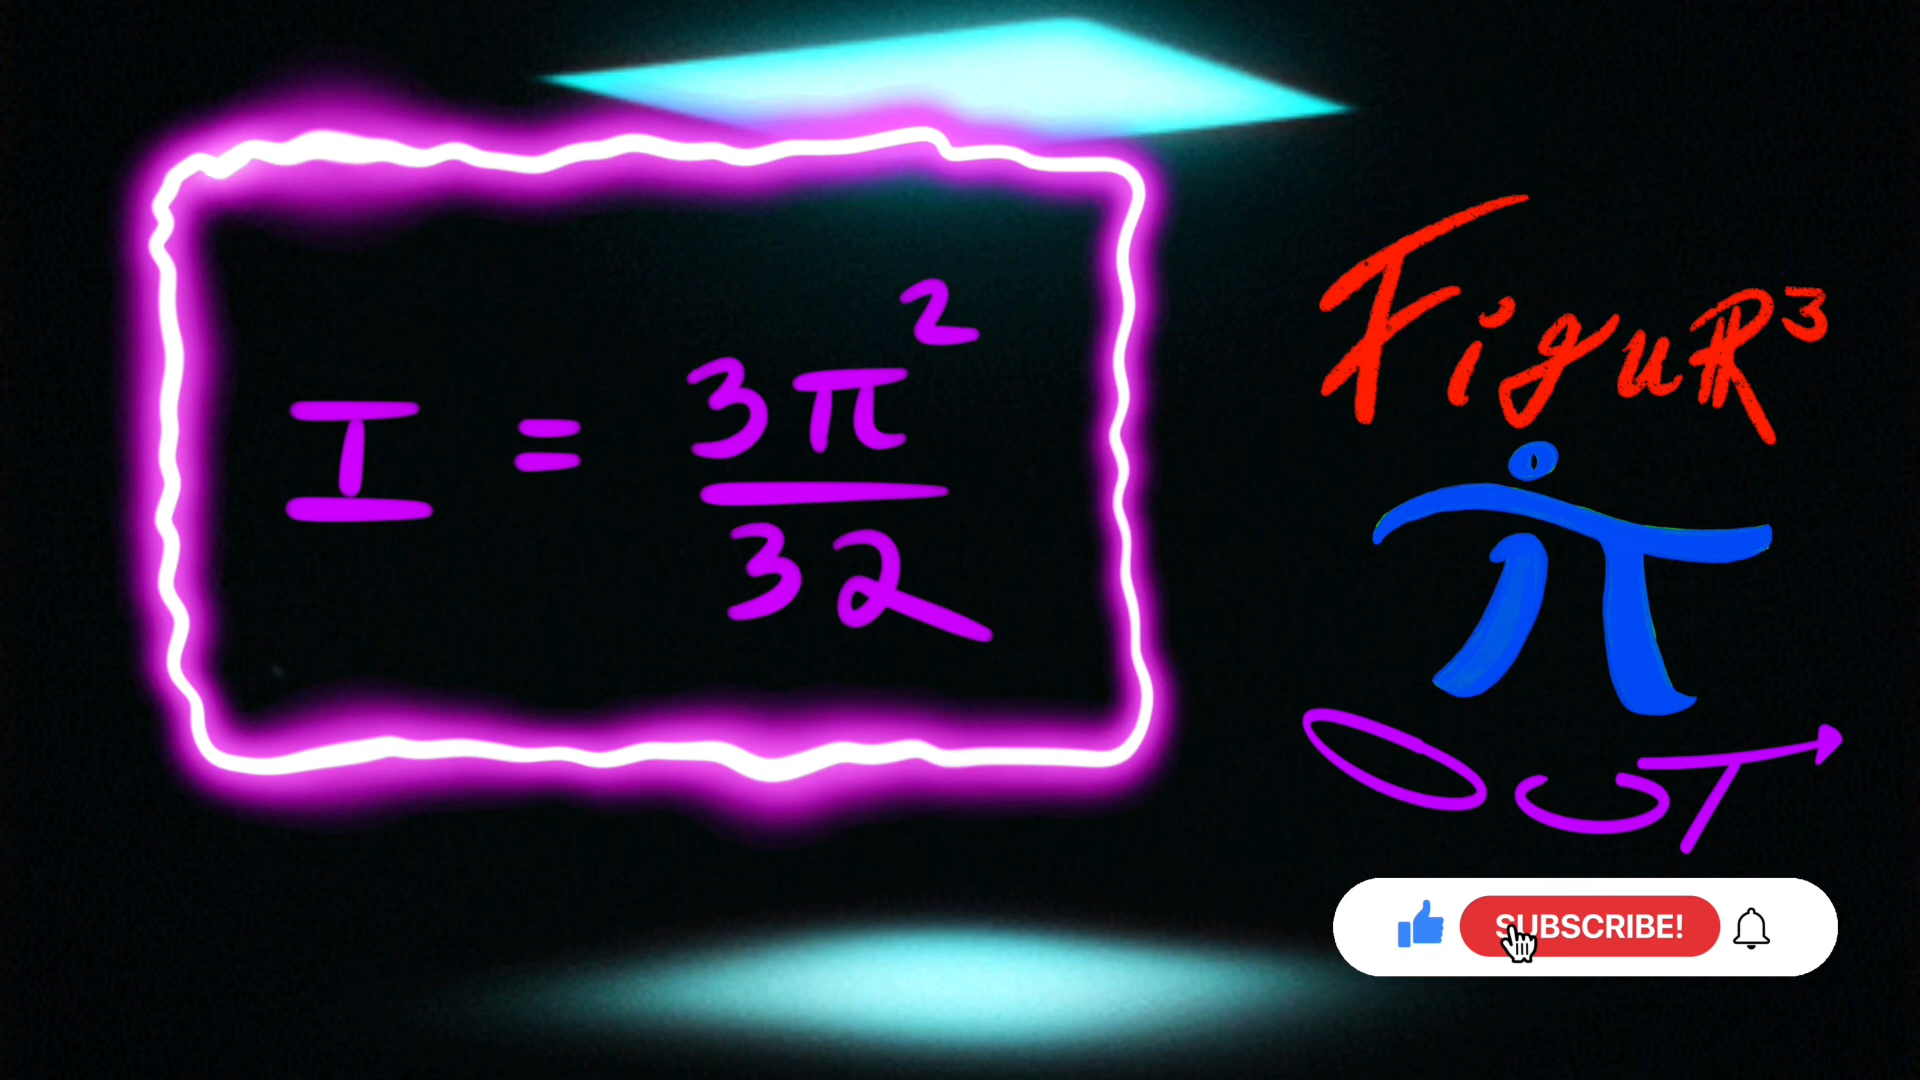 I = 3π² / 32
Figuℝ³
π
OUT
SUBSCRIBE!